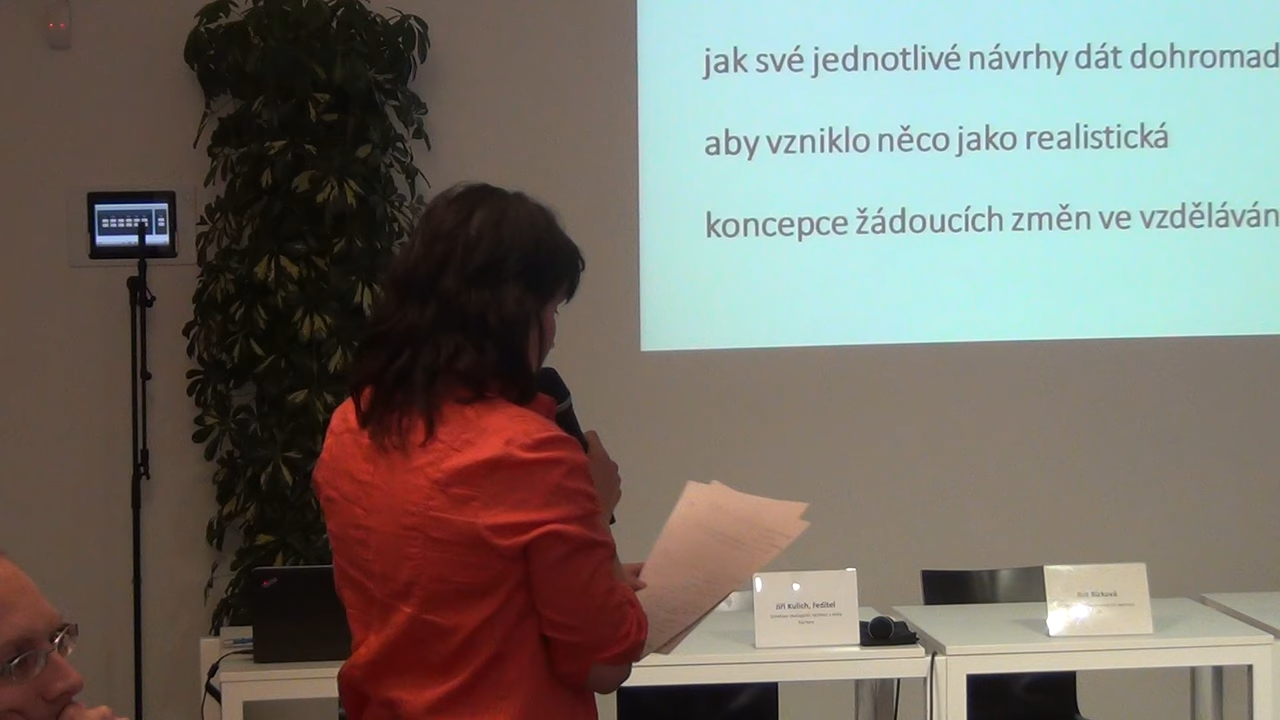 jak své jednotlivé návrhy dát dohromad
aby vzniklo něco jako realistická
koncepce žádoucích změn ve vzděláván
Jiří Kulich, ředitel